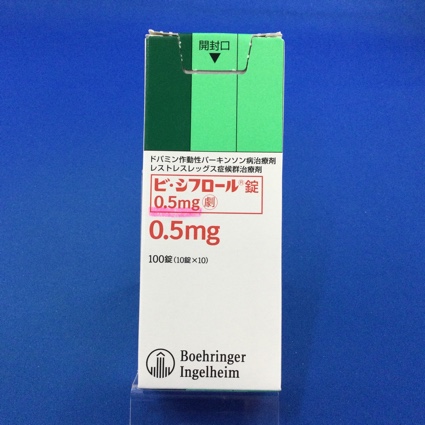 開封口
ドパミン作動性パーキンソン病治療剤
レストレスレッグス症候群治療剤
ビ・シフロール®錠
0.5mg 劇
0.5mg
100錠(10錠×10)
Boehringer
Ingelheim